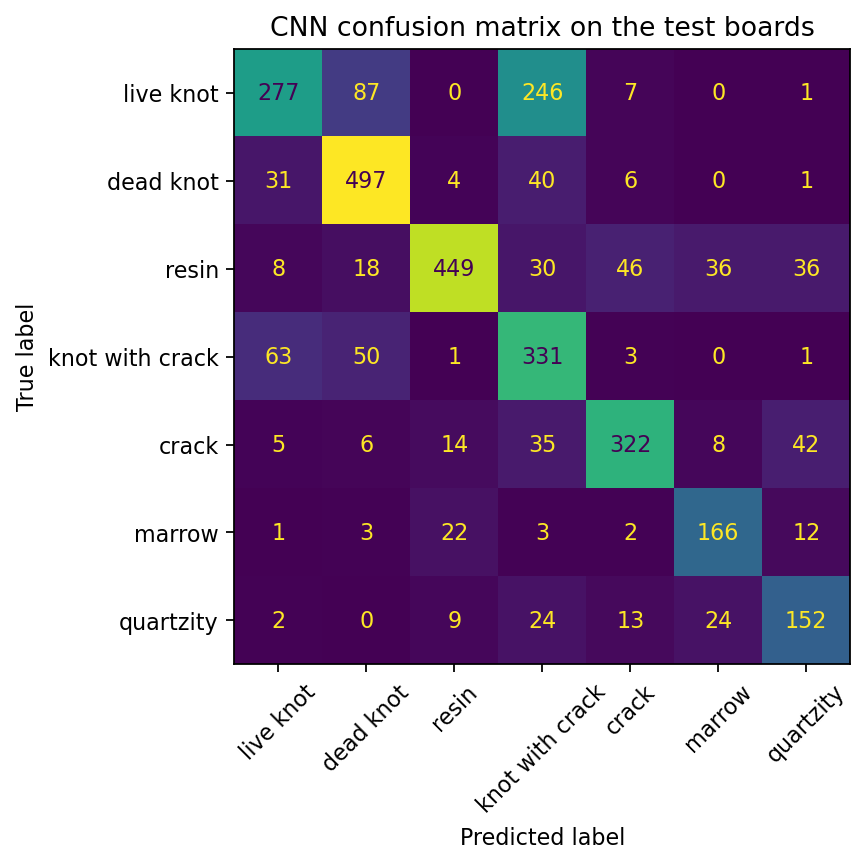 CNN confusion matrix on the test boards
True label
live knot 277 87 0 246 7 0 1
dead knot 31 497 4 40 6 0 1
resin 8 18 449 30 46 36 36
knot with crack 63 50 1 331 3 0 1
crack 5 6 14 35 322 8 42
marrow 1 3 22 3 2 166 12
quartzity 2 0 9 24 13 24 152
live knot dead knot resin knot with crack crack marrow quartzity
Predicted label